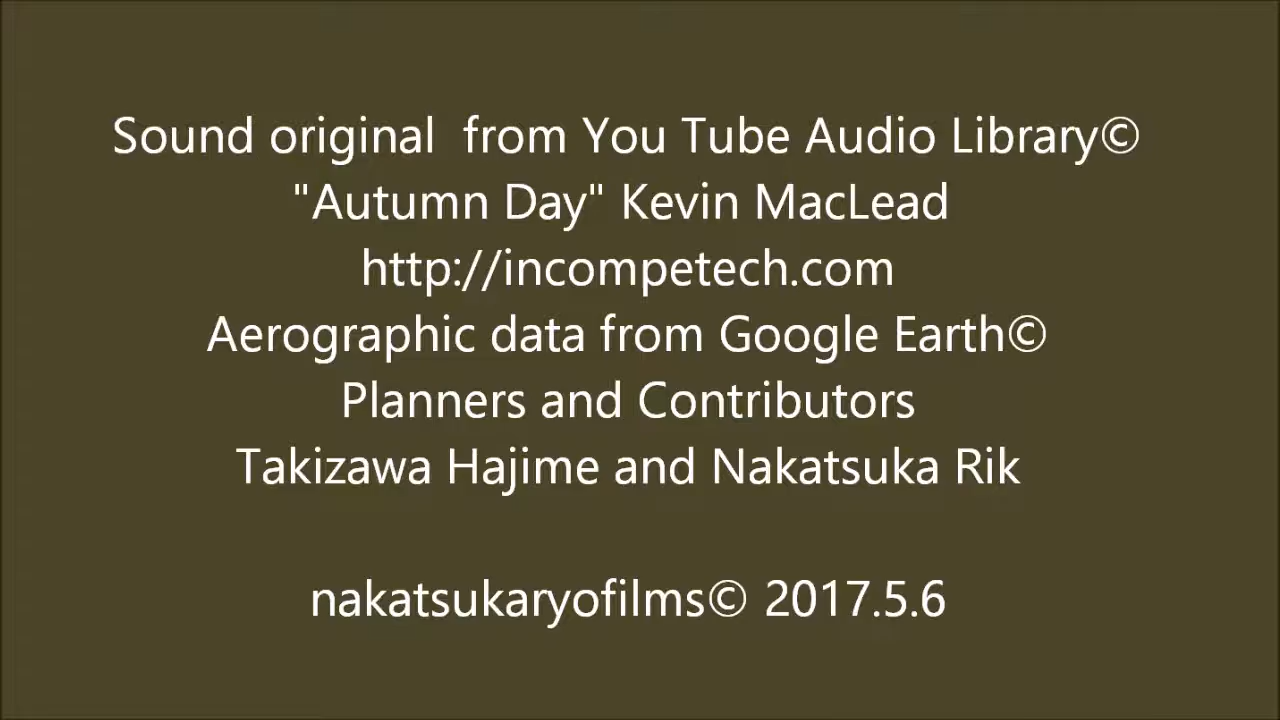 Sound original  from You Tube Audio Library©
"Autumn Day" Kevin MacLead
http://incompetech.com
Aerographic data from Google Earth©
Planners and Contributors
Takizawa Hajime and Nakatsuka Rik
nakatsukaryofilms© 2017.5.6